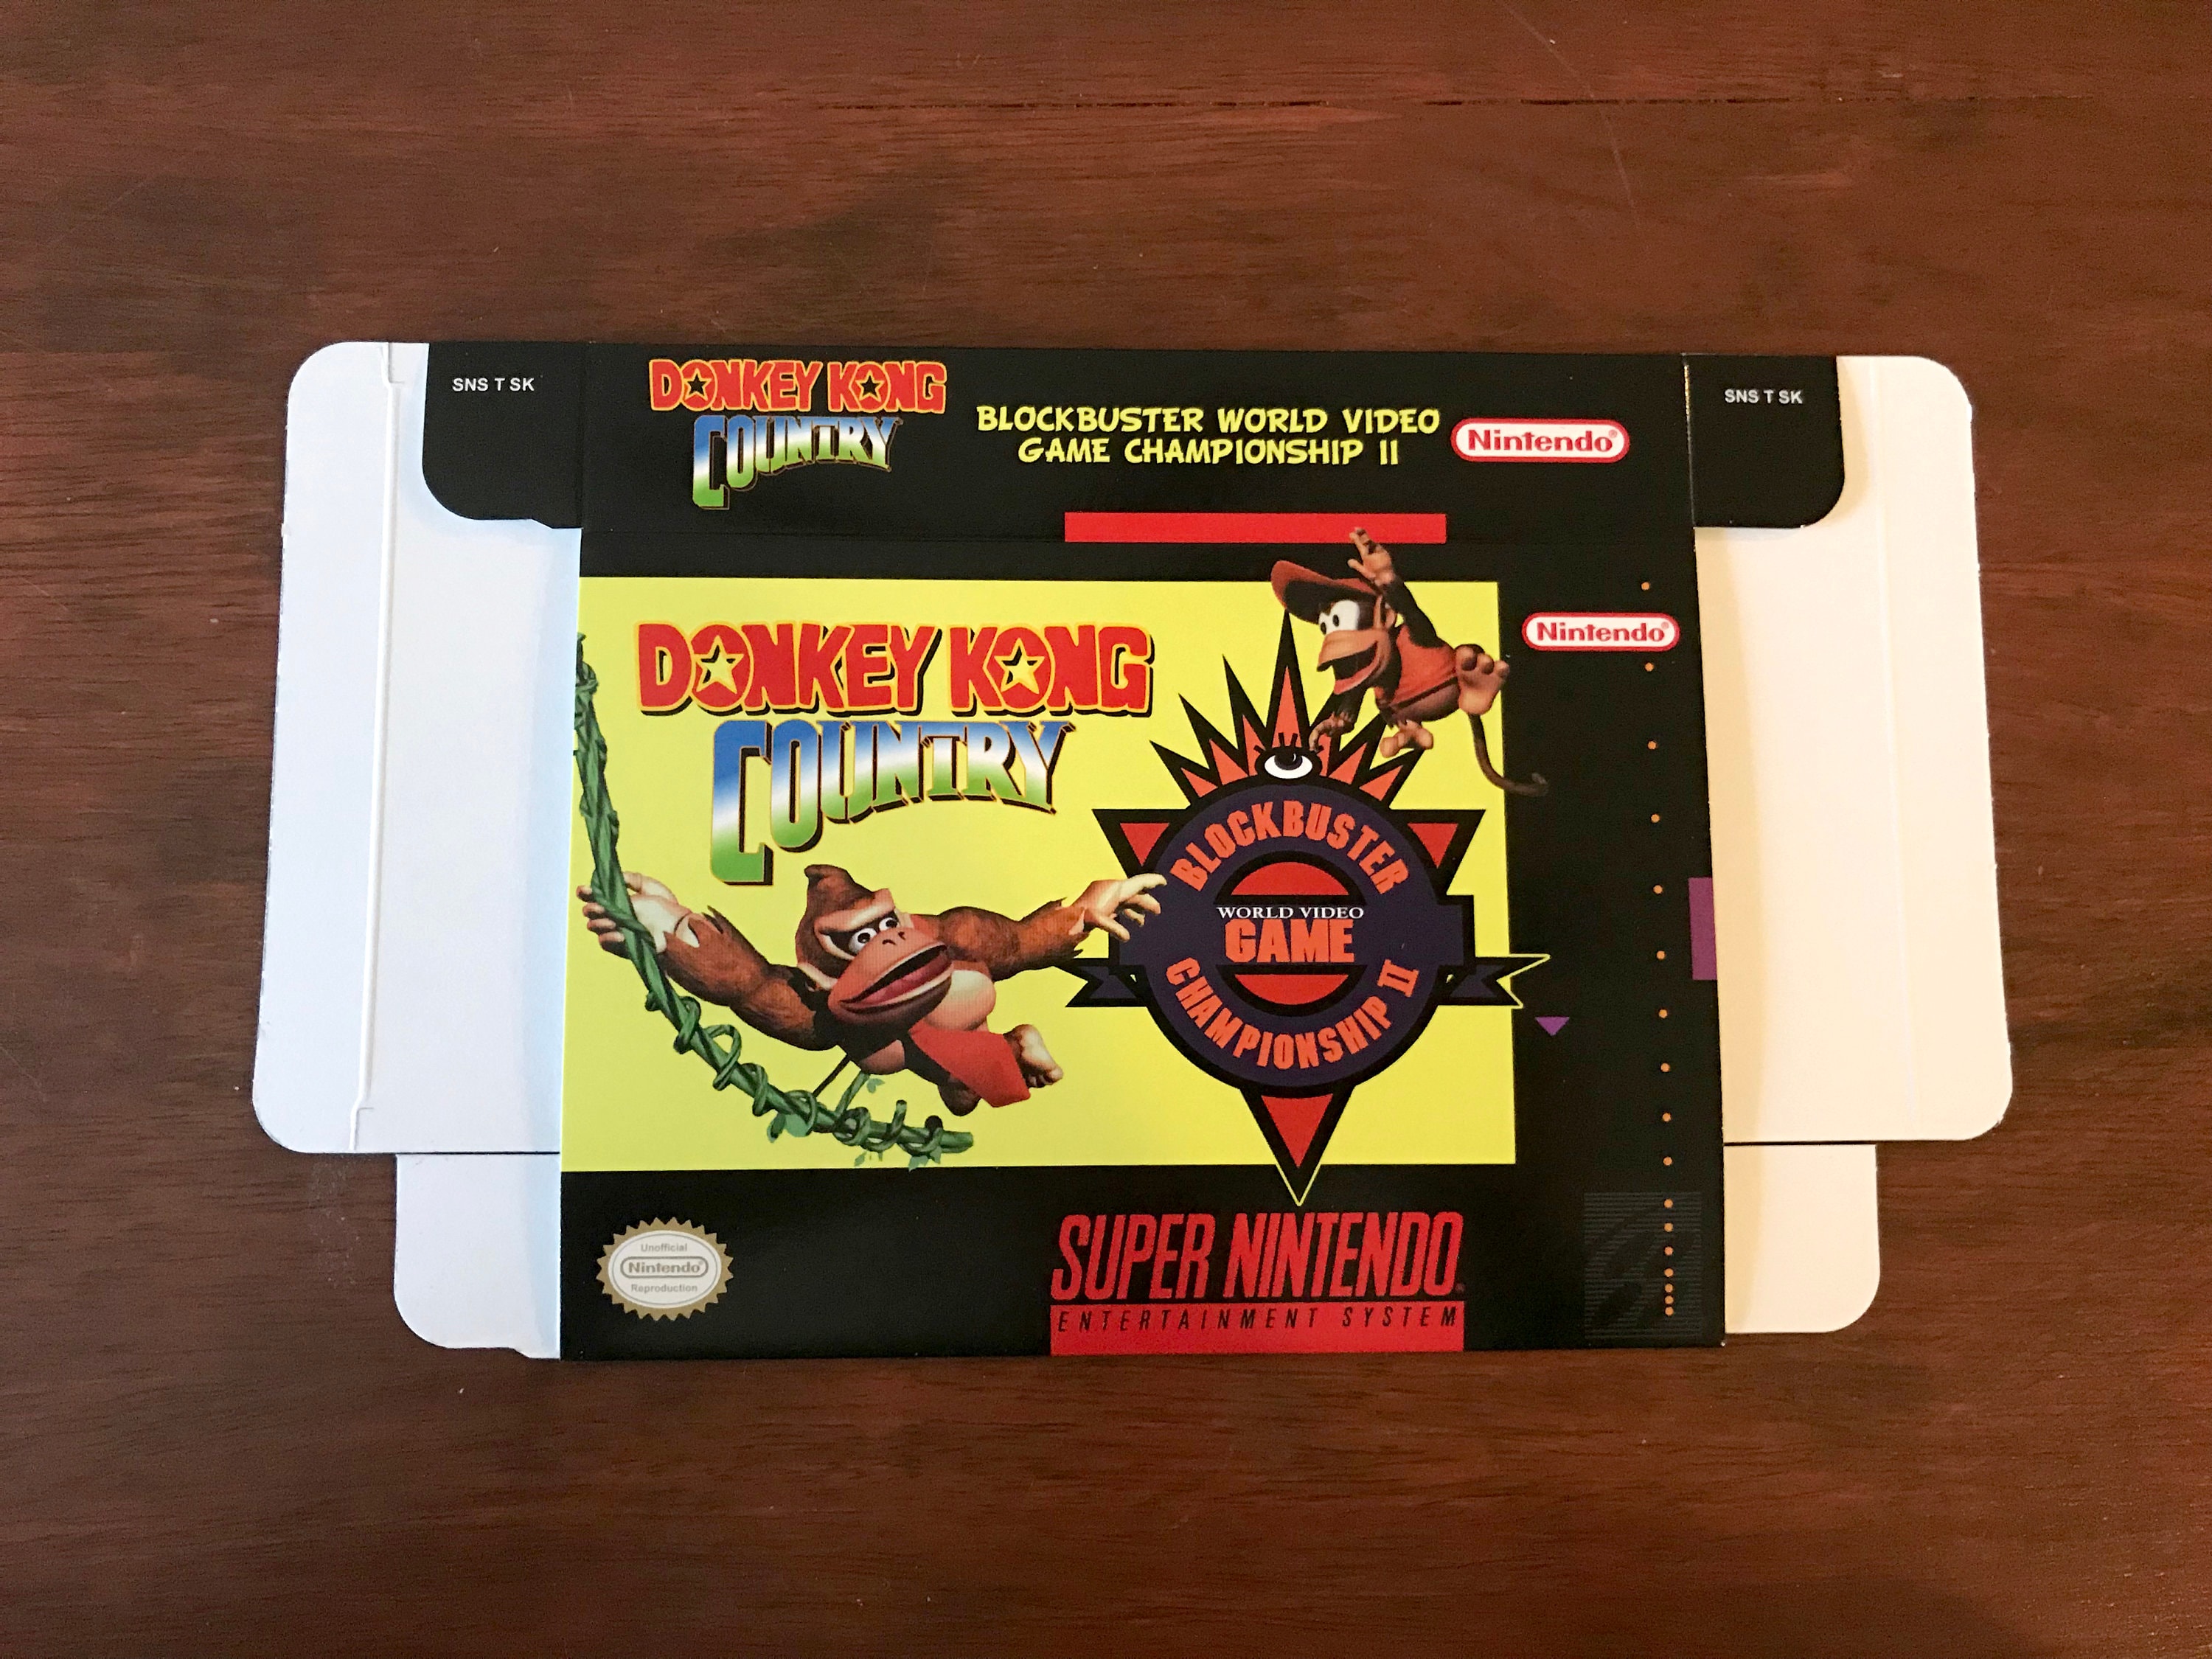 SNS T SK
DONKEY KONG
COUNTRY
BLOCKBUSTER WORLD VIDEO
GAME CHAMPIONSHIP II
Nintendo®
SNS T SK
DONKEY KONG
COUNTRY
Nintendo®
BLOCKBUSTER
WORLD VIDEO
GAME
CHAMPIONSHIP II
Unofficial
Nintendo®
Reproduction
SUPER NINTENDO
ENTERTAINMENT SYSTEM